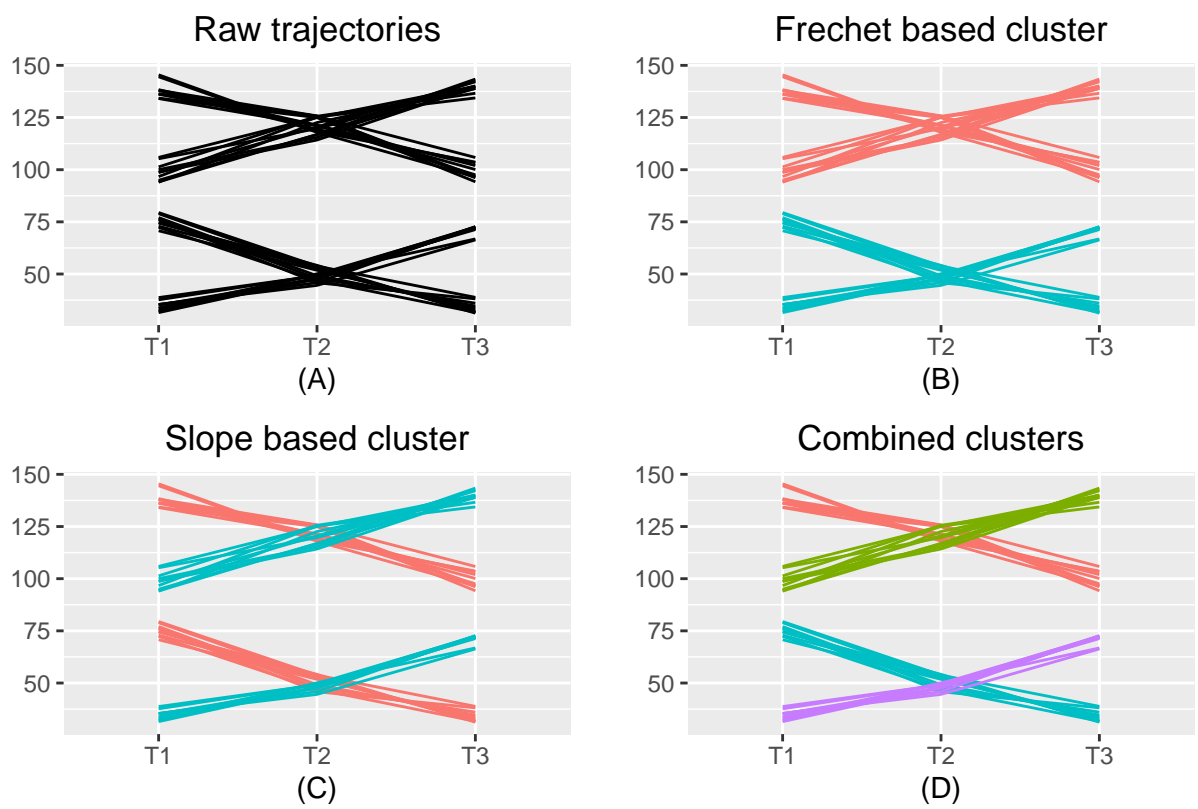 Raw trajectories
150
125
100
75
50
T1 T2 T3
(A)
Frechet based cluster
150
125
100
75
50
T1 T2 T3
(B)
Slope based cluster
150
125
100
75
50
T1 T2 T3
(C)
Combined clusters
150
125
100
75
50
T1 T2 T3
(D)